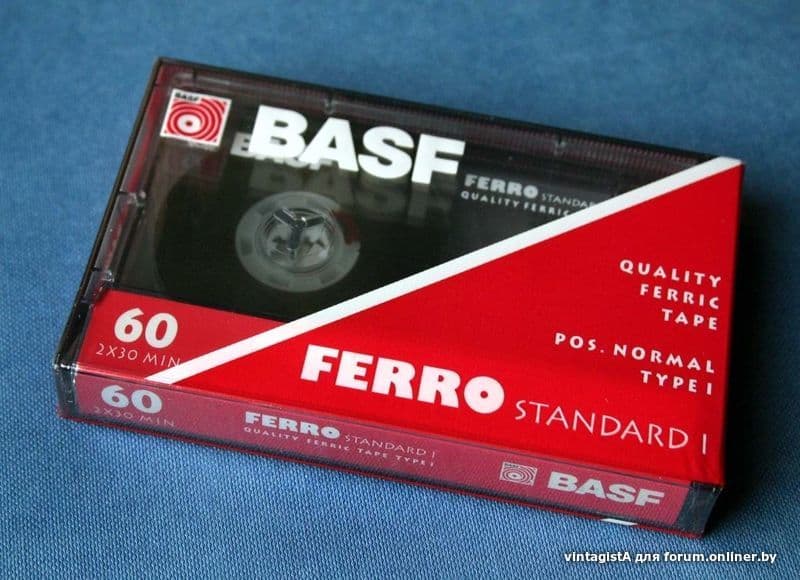 BASF
BASF
BASF
FERRO STANDARD
QUALITY FERRIC
QUALITY
FERRIC
TAPE
POS. NORMAL
TYPE I
60
2X30 MIN
FERRO STANDARD I
60
2X30 MIN
FERRO STANDARD I
QUALITY FERRIC TAPE TYPE I
BASF
vintagistA для forum.onliner.by